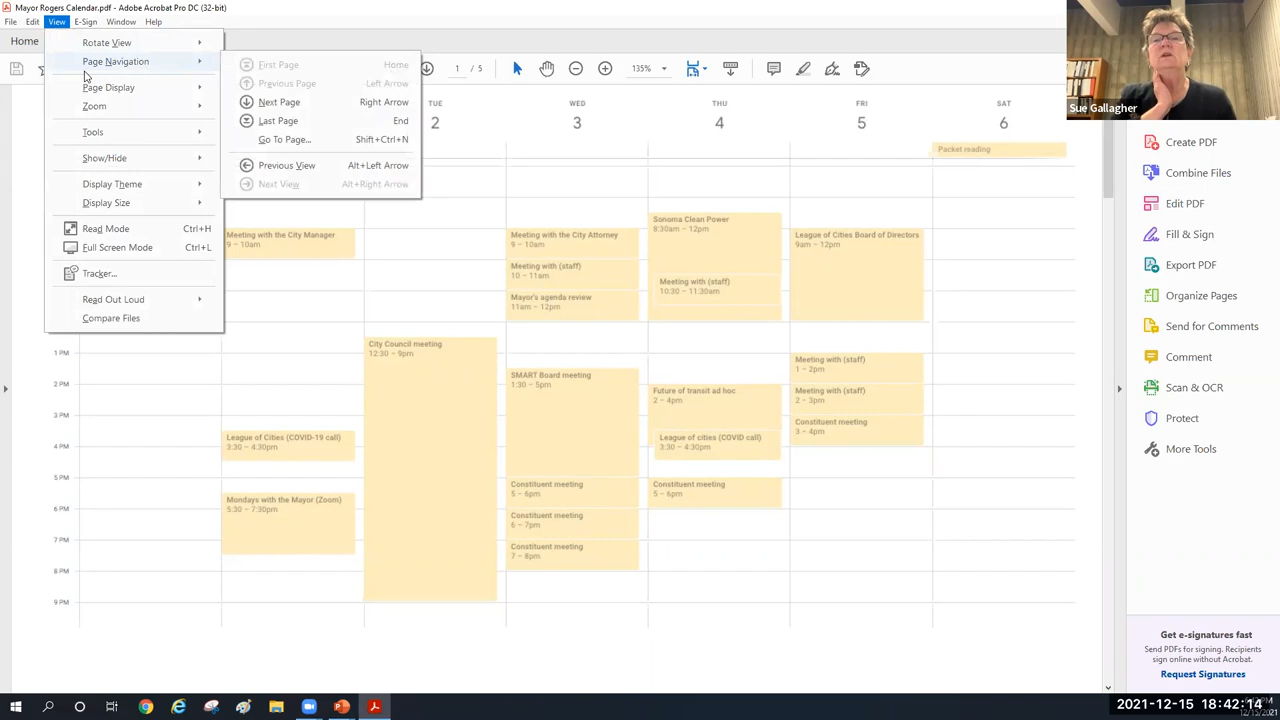 Mayor Rogers Calendar.pdf - Adobe Acrobat Pro DC (32-bit)
File Edit View E-Sign Window Help
Home
Rotate View
Page Navigation
Page Display
Zoom
Tools
Show/Hide
Display Theme
Display Size
Read Mode Ctrl+H
Full Screen Mode Ctrl+L
Tracker...
Read Out Loud
Compare Files
First Page Home
Previous Page Left Arrow
Next Page Right Arrow
Last Page End
Go To Page... Shift+Ctrl+N
Previous View Alt+Left Arrow
Next View Alt+Right Arrow
/ 5
135%
Sue Gallagher
TUE WED THU FRI SAT
2 3 4 5 6
Packet reading
Meeting with the City Manager
9 – 10am
League of Cities (COVID-19 call)
3:30 – 4:30pm
Mondays with the Mayor (Zoom)
5:30 – 7:30pm
City Council meeting
12:30 – 9pm
Meeting with the City Attorney
9 – 10am
Meeting with (staff)
10 – 11am
Mayor's agenda review
11am – 12pm
SMART Board meeting
1:30 – 5pm
Constituent meeting
5 – 6pm
Constituent meeting
6 – 7pm
Constituent meeting
7 – 8pm
Sonoma Clean Power
8:30am – 12pm
Meeting with (staff)
10:30 – 11:30am
Future of transit ad hoc
2 – 4pm
League of cities (COVID call)
3:30 – 4:30pm
Constituent meeting
5 – 6pm
League of Cities Board of Directors
9am – 12pm
Meeting with (staff)
1 – 2pm
Meeting with (staff)
2 – 3pm
Constituent meeting
3 – 4pm
1 PM
2 PM
3 PM
4 PM
5 PM
6 PM
7 PM
8 PM
9 PM
Create PDF
Combine Files
Edit PDF
Fill & Sign
Export PDF
Organize Pages
Send for Comments
Comment
Scan & OCR
Protect
More Tools
Get e-signatures fast
Send PDFs for signing. Recipients
sign online without Acrobat.
Request Signatures
2021-12-15 18:42:14